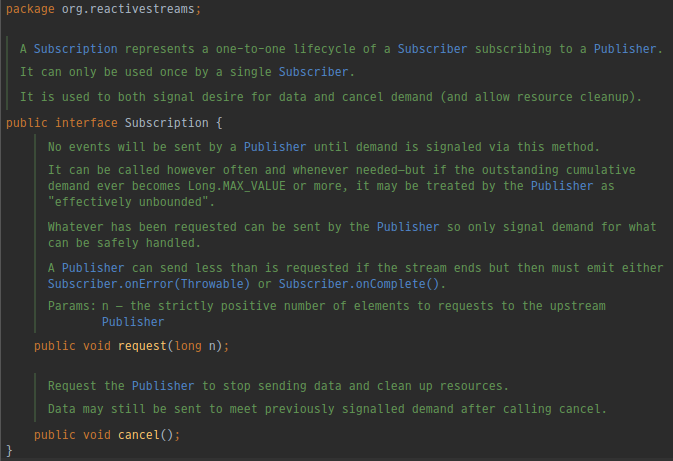 package org.reactivestreams;
A Subscription represents a one-to-one lifecycle of a Subscriber subscribing to a Publisher.
It can only be used once by a single Subscriber.
It is used to both signal desire for data and cancel demand (and allow resource cleanup).
public interface Subscription {
No events will be sent by a Publisher until demand is signaled via this method.
It can be called however often and whenever needed—but if the outstanding cumulative
demand ever becomes Long.MAX_VALUE or more, it may be treated by the Publisher as
"effectively unbounded".
Whatever has been requested can be sent by the Publisher so only signal demand for what
can be safely handled.
A Publisher can send less than is requested if the stream ends but then must emit either
Subscriber.onError(Throwable) or Subscriber.onComplete().
Params: n – the strictly positive number of elements to requests to the upstream
Publisher
public void request(long n);
Request the Publisher to stop sending data and clean up resources.
Data may still be sent to meet previously signalled demand after calling cancel.
public void cancel();
}